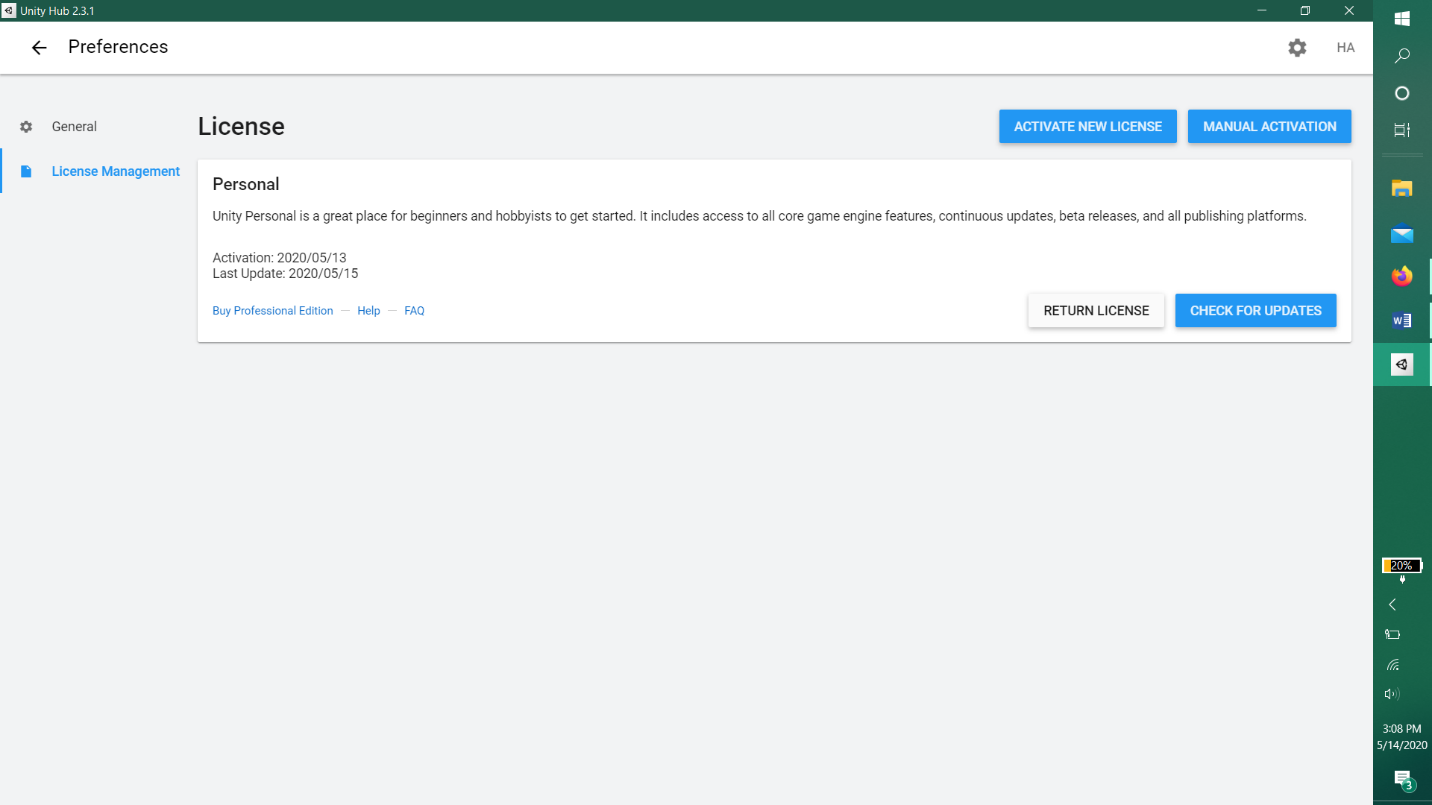 Unity Hub 2.3.1
Preferences
HA
General
License Management
License
ACTIVATE NEW LICENSE
MANUAL ACTIVATION
Personal
Unity Personal is a great place for beginners and hobbyists to get started. It includes access to all core game engine features, continuous updates, beta releases, and all publishing platforms.
Activation: 2020/05/13
Last Update: 2020/05/15
Buy Professional Edition — Help — FAQ
RETURN LICENSE
CHECK FOR UPDATES
W
20%
3:08 PM
5/14/2020
3